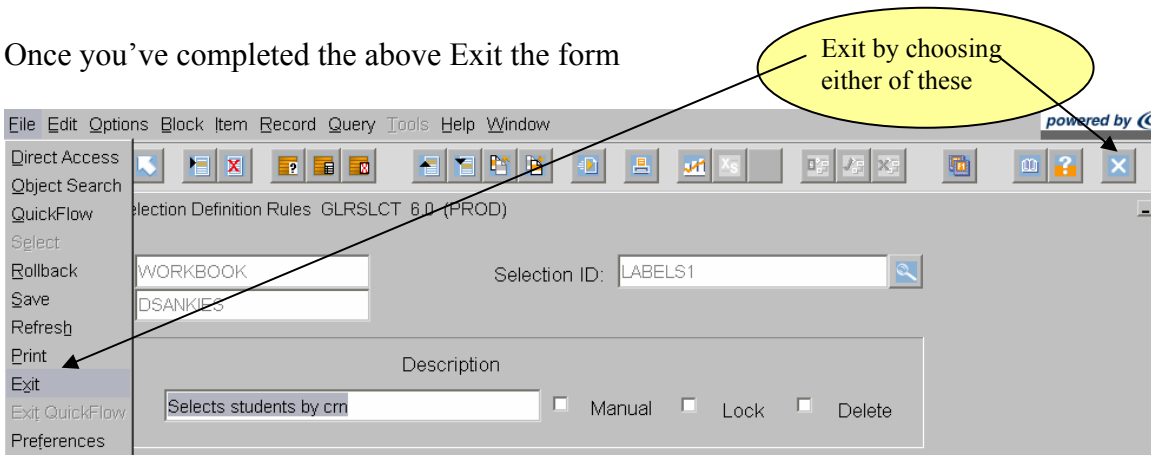 Once you've completed the above Exit the form
Exit by choosing
either of these
File Edit Options Block Item Record Query Tools Help Window
powered by
Direct Access
Object Search
QuickFlow
election Definition Rules GLRSLCT 6.0 (PROD)
Select
Rollback
WORKBOOK
Selection ID: LABELS1
Save
DSANKIES
Refresh
Print
Description
Exit
Selects students by crn
Manual
Lock
Delete
Exit QuickFlow
Preferences